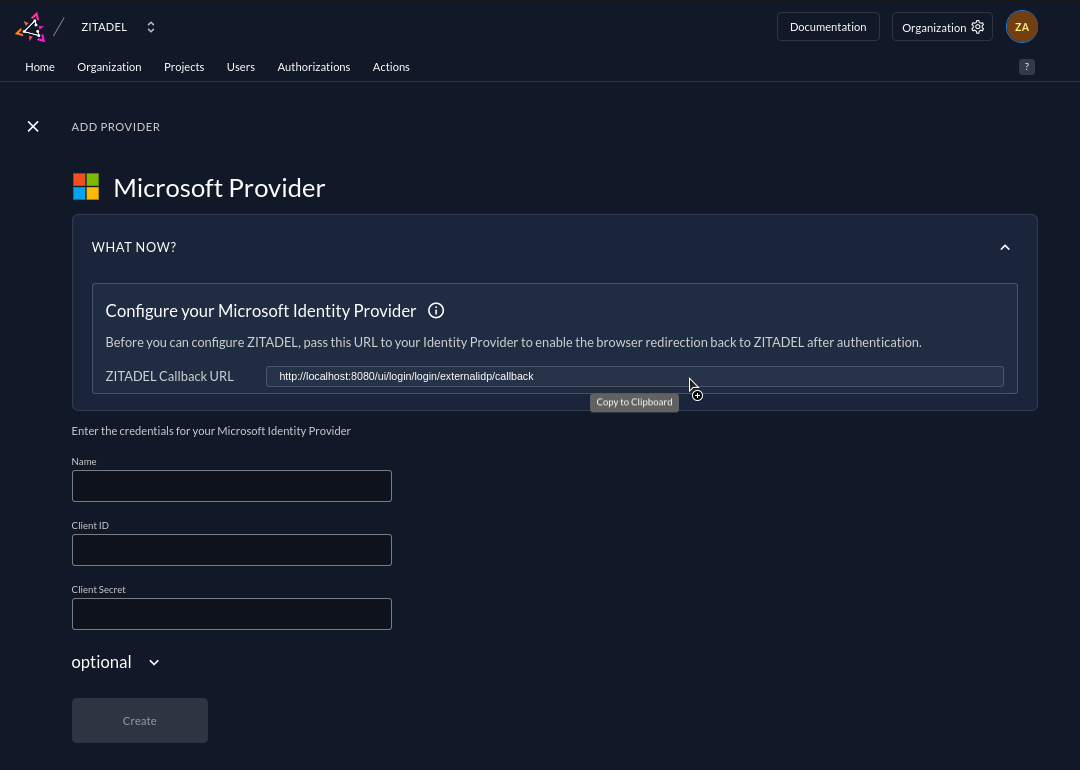 ZITADEL
Documentation
Organization
ZA
Home Organization Projects Users Authorizations Actions
?
ADD PROVIDER
Microsoft Provider
WHAT NOW?
Configure your Microsoft Identity Provider
Before you can configure ZITADEL, pass this URL to your Identity Provider to enable the browser redirection back to ZITADEL after authentication.
ZITADEL Callback URL
http://localhost:8080/ui/login/login/externalidp/callback
Copy to Clipboard
Enter the credentials for your Microsoft Identity Provider
Name
Client ID
Client Secret
optional
Create